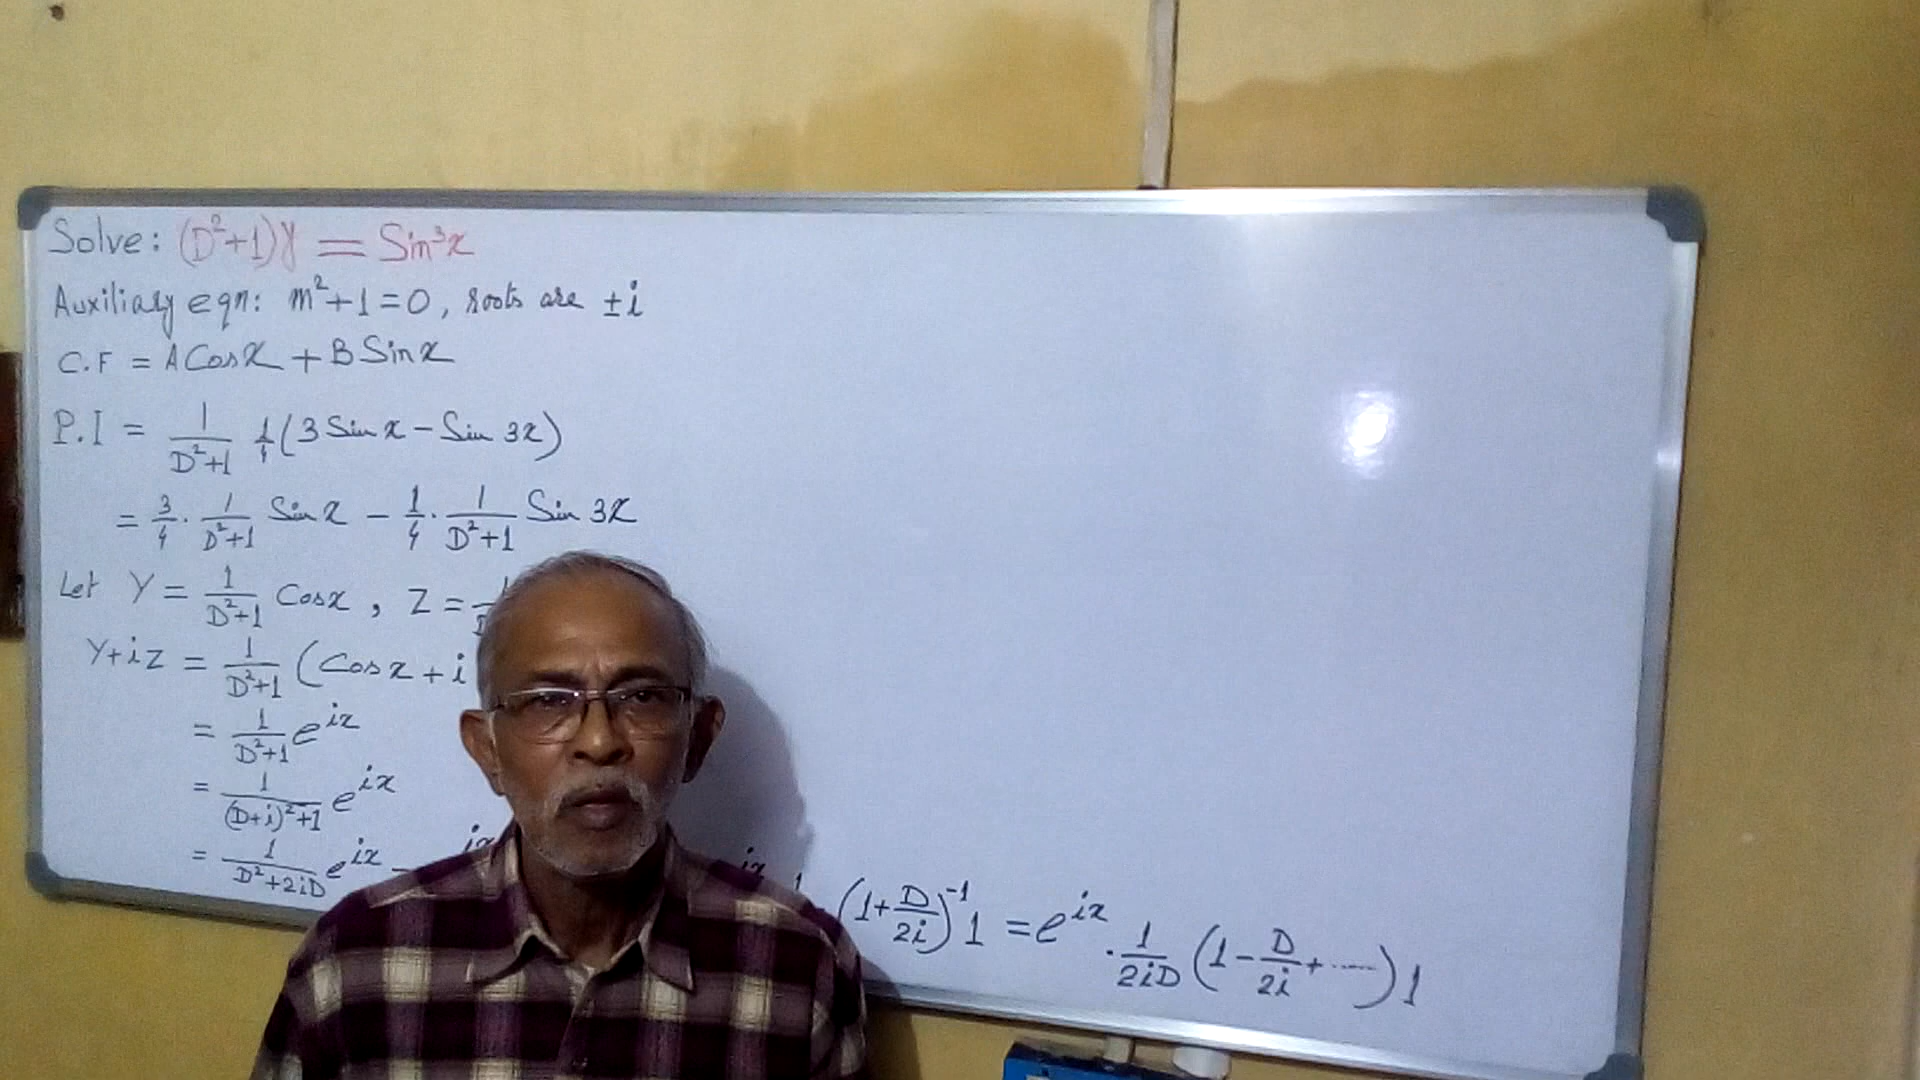 Solve: (D²+1)y = Sin³x
Auxiliary eqn: m²+1=0, roots are ±i
C.F = A Cosx + B Sinx
P.I = 1/(D²+1) 1/4 (3 Sin x - Sin 3x)
= 3/4 · 1/(D²+1) Sin x - 1/4 · 1/(D²+1) Sin 3x
Let Y = 1/(D²+1) Cosx, Z =
Y+iZ = 1/(D²+1) (Cosx + i
= 1/(D²+1) e^(ix)
= 1/((D+i)²+1) e^(ix)
= 1/(D²+2iD) e^(ix) = (1+D/2i)^(-1) 1 = e^(ix) · 1/(2iD) (1 - D/2i + ......) 1